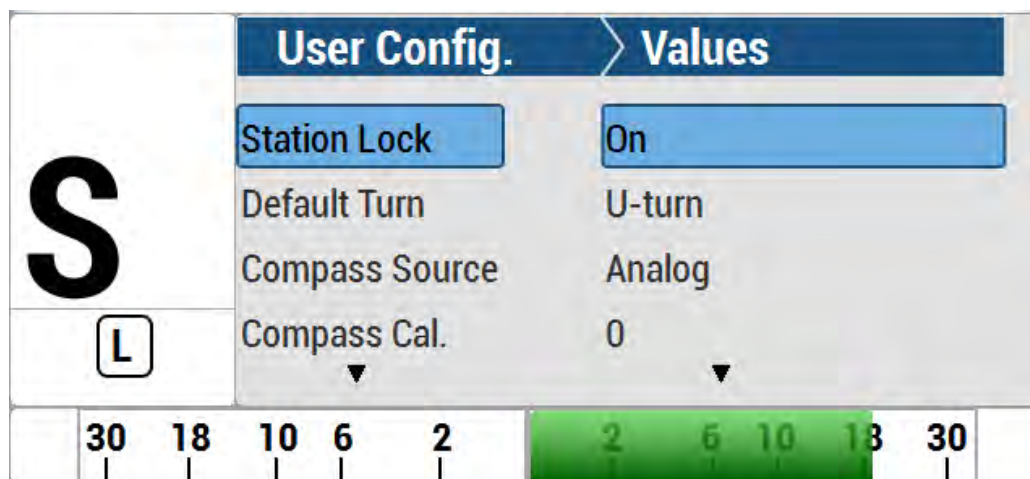 User Config. Values
Station Lock On
Default Turn U-turn
Compass Source Analog
Compass Cal. 0
S
L
30 18 10 6 2 2 6 10 18 30